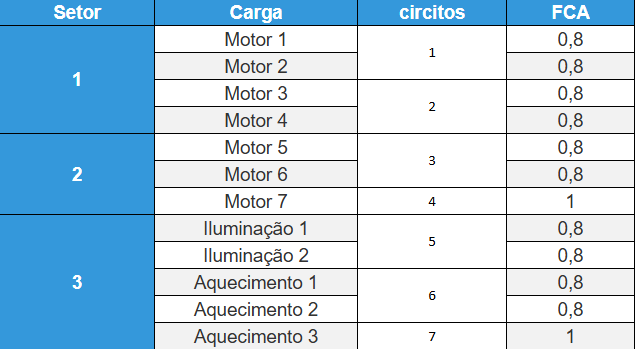 Setor Carga circitos FCA
1 Motor 1 1 0,8
Motor 2 0,8
Motor 3 2 0,8
Motor 4 0,8
2 Motor 5 3 0,8
Motor 6 0,8
Motor 7 4 1
3 Iluminação 1 5 0,8
Iluminação 2 0,8
Aquecimento 1 6 0,8
Aquecimento 2 0,8
Aquecimento 3 7 1